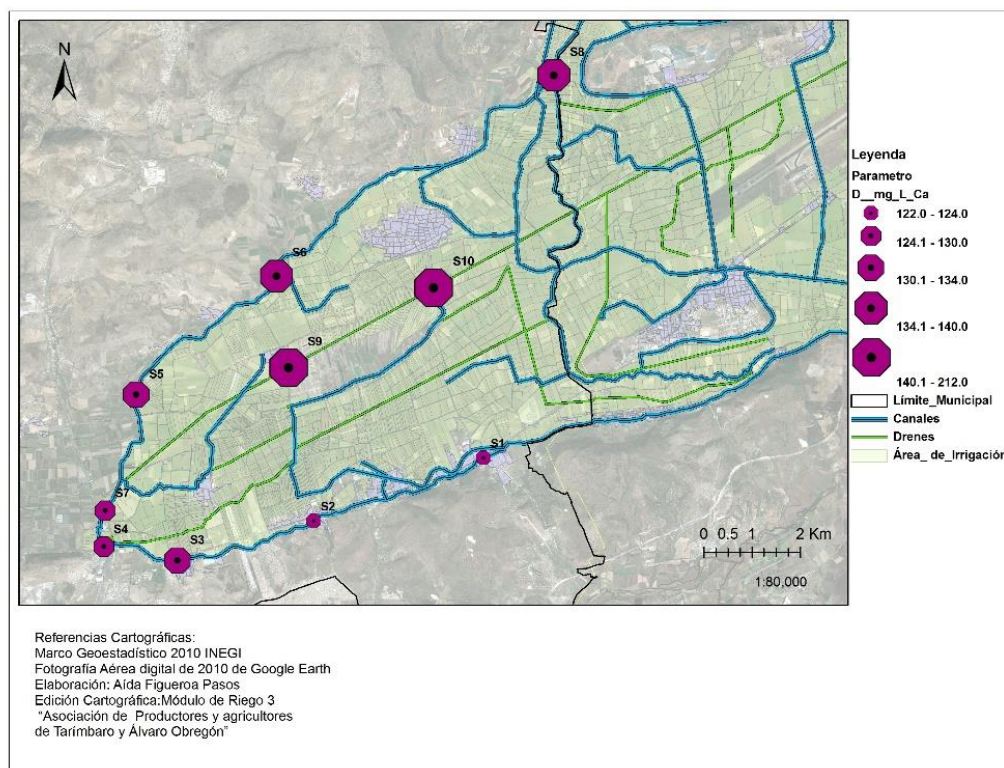 N
S8
S6
S10
S9
S5
S1
S7
S2
S4
S3
0 0.5 1 2 Km
1:80,000
Leyenda
Parametro
D__mg_L_Ca
122.0 - 124.0
124.1 - 130.0
130.1 - 134.0
134.1 - 140.0
140.1 - 212.0
Límite_Municipal
Canales
Drenes
Área_ de_Irrigación
Referencias Cartográficas:
Marco Geoestadístico 2010 INEGI
Fotografía Aérea digital de 2010 de Google Earth
Elaboración: Aída Figueroa Pasos
Edición Cartográfica:Módulo de Riego 3
"Asociación de Productores y agricultores
de Tarímbaro y Álvaro Obregón"